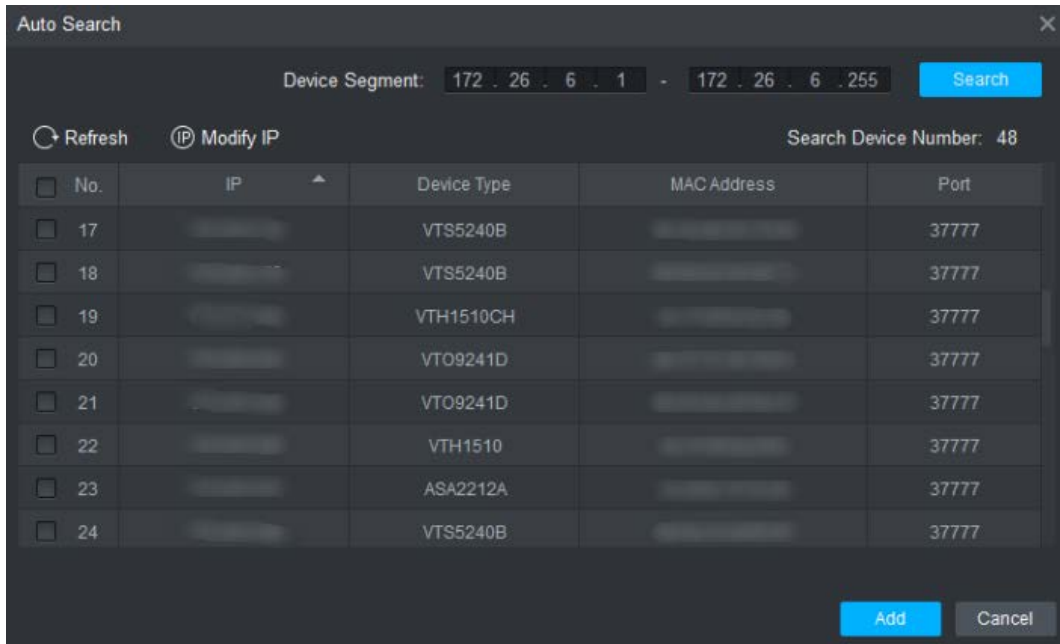 Auto Search
Device Segment: 172 . 26 . 6 . 1 - 172 . 26 . 6 . 255 Search
Refresh IP Modify IP Search Device Number: 48
No. IP Device Type MAC Address Port
17 VTS5240B 37777
18 VTS5240B 37777
19 VTH1510CH 37777
20 VTO9241D 37777
21 VTO9241D 37777
22 VTH1510 37777
23 ASA2212A 37777
24 VTS5240B 37777
Add Cancel